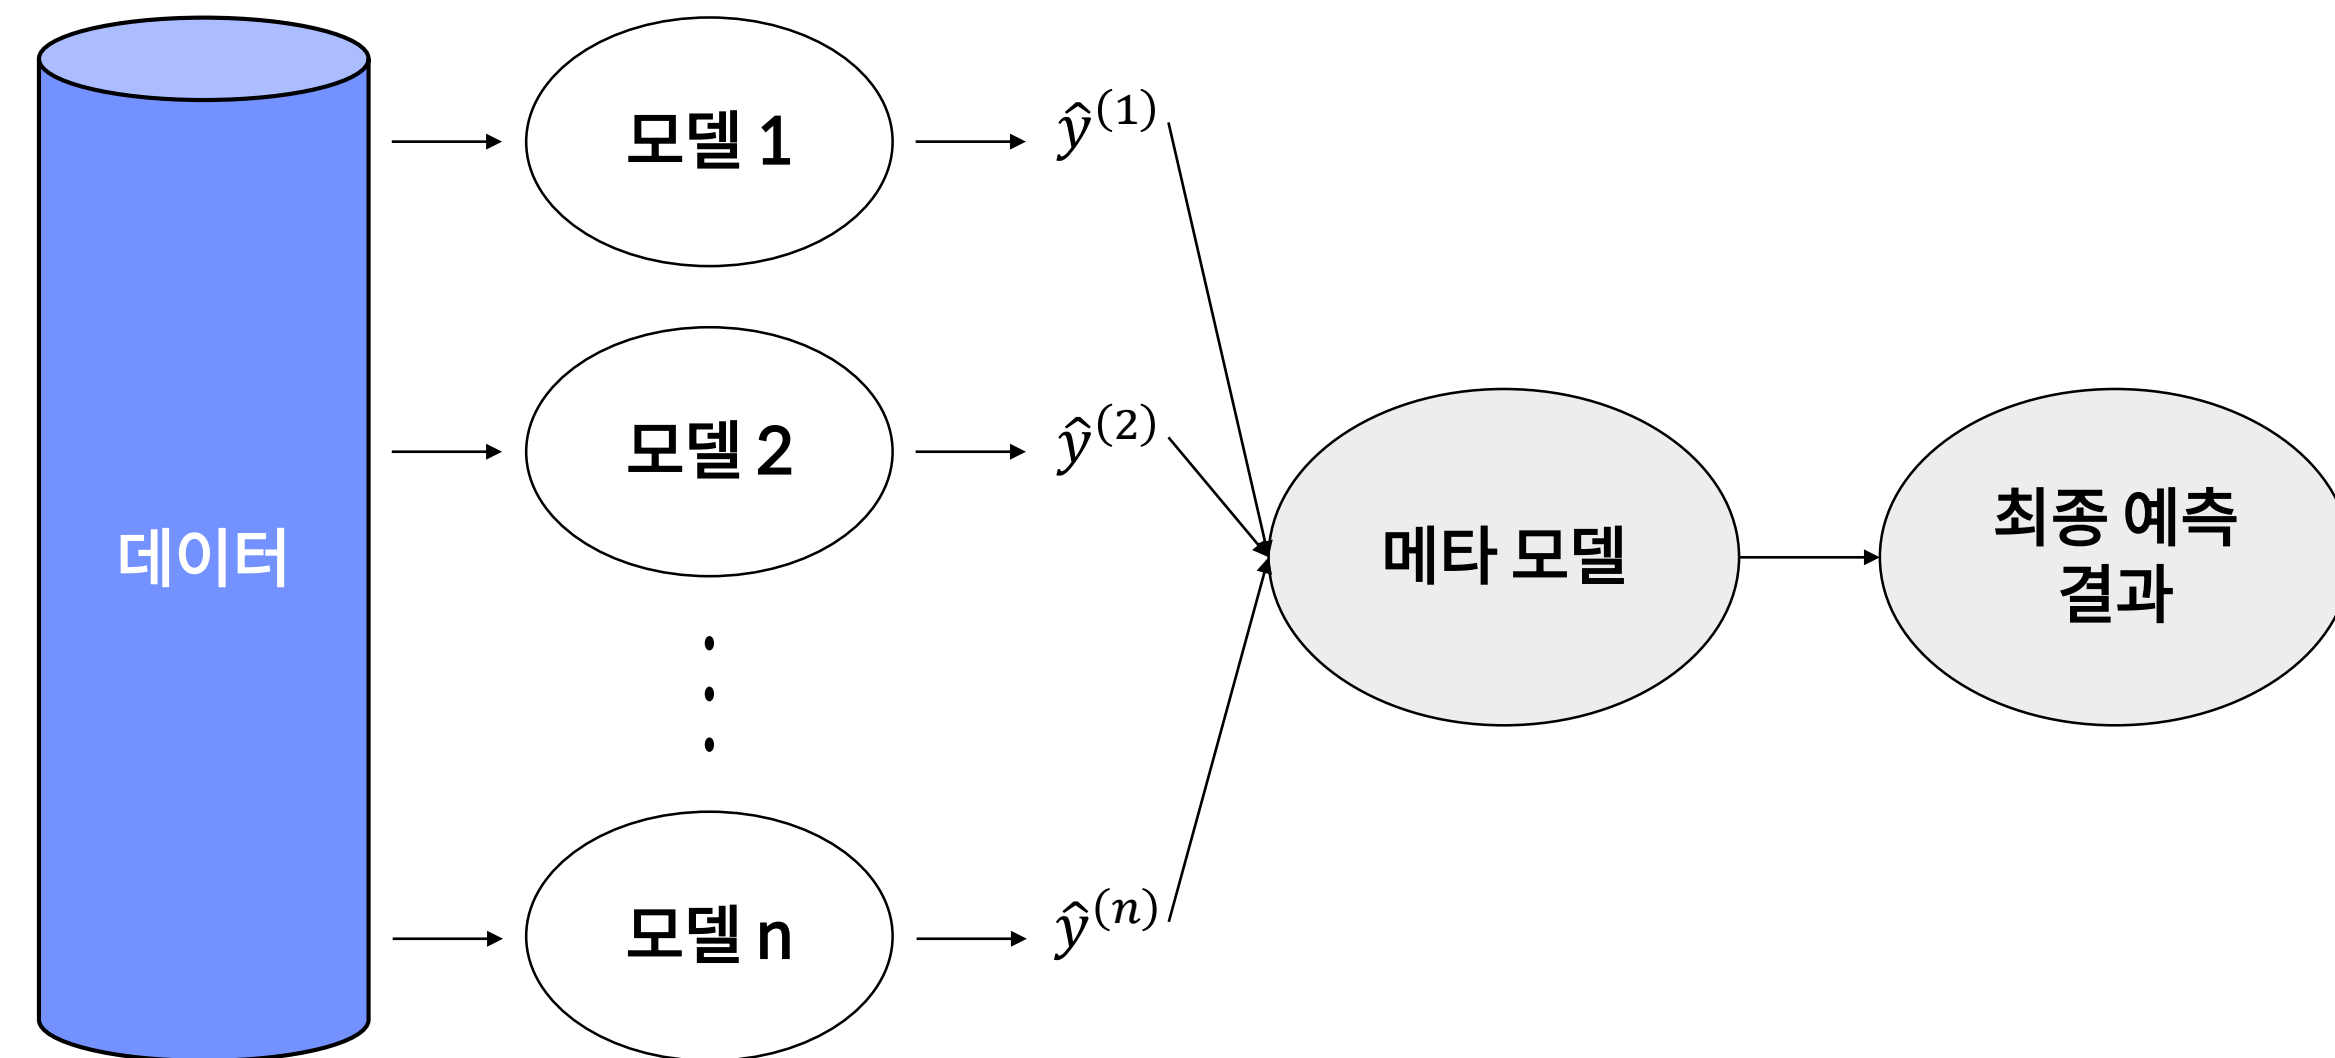 데이터
모델 1
ŷ⁽¹⁾
모델 2
ŷ⁽²⁾
모델 n
ŷ⁽ⁿ⁾
메타 모델
최종 예측
결과